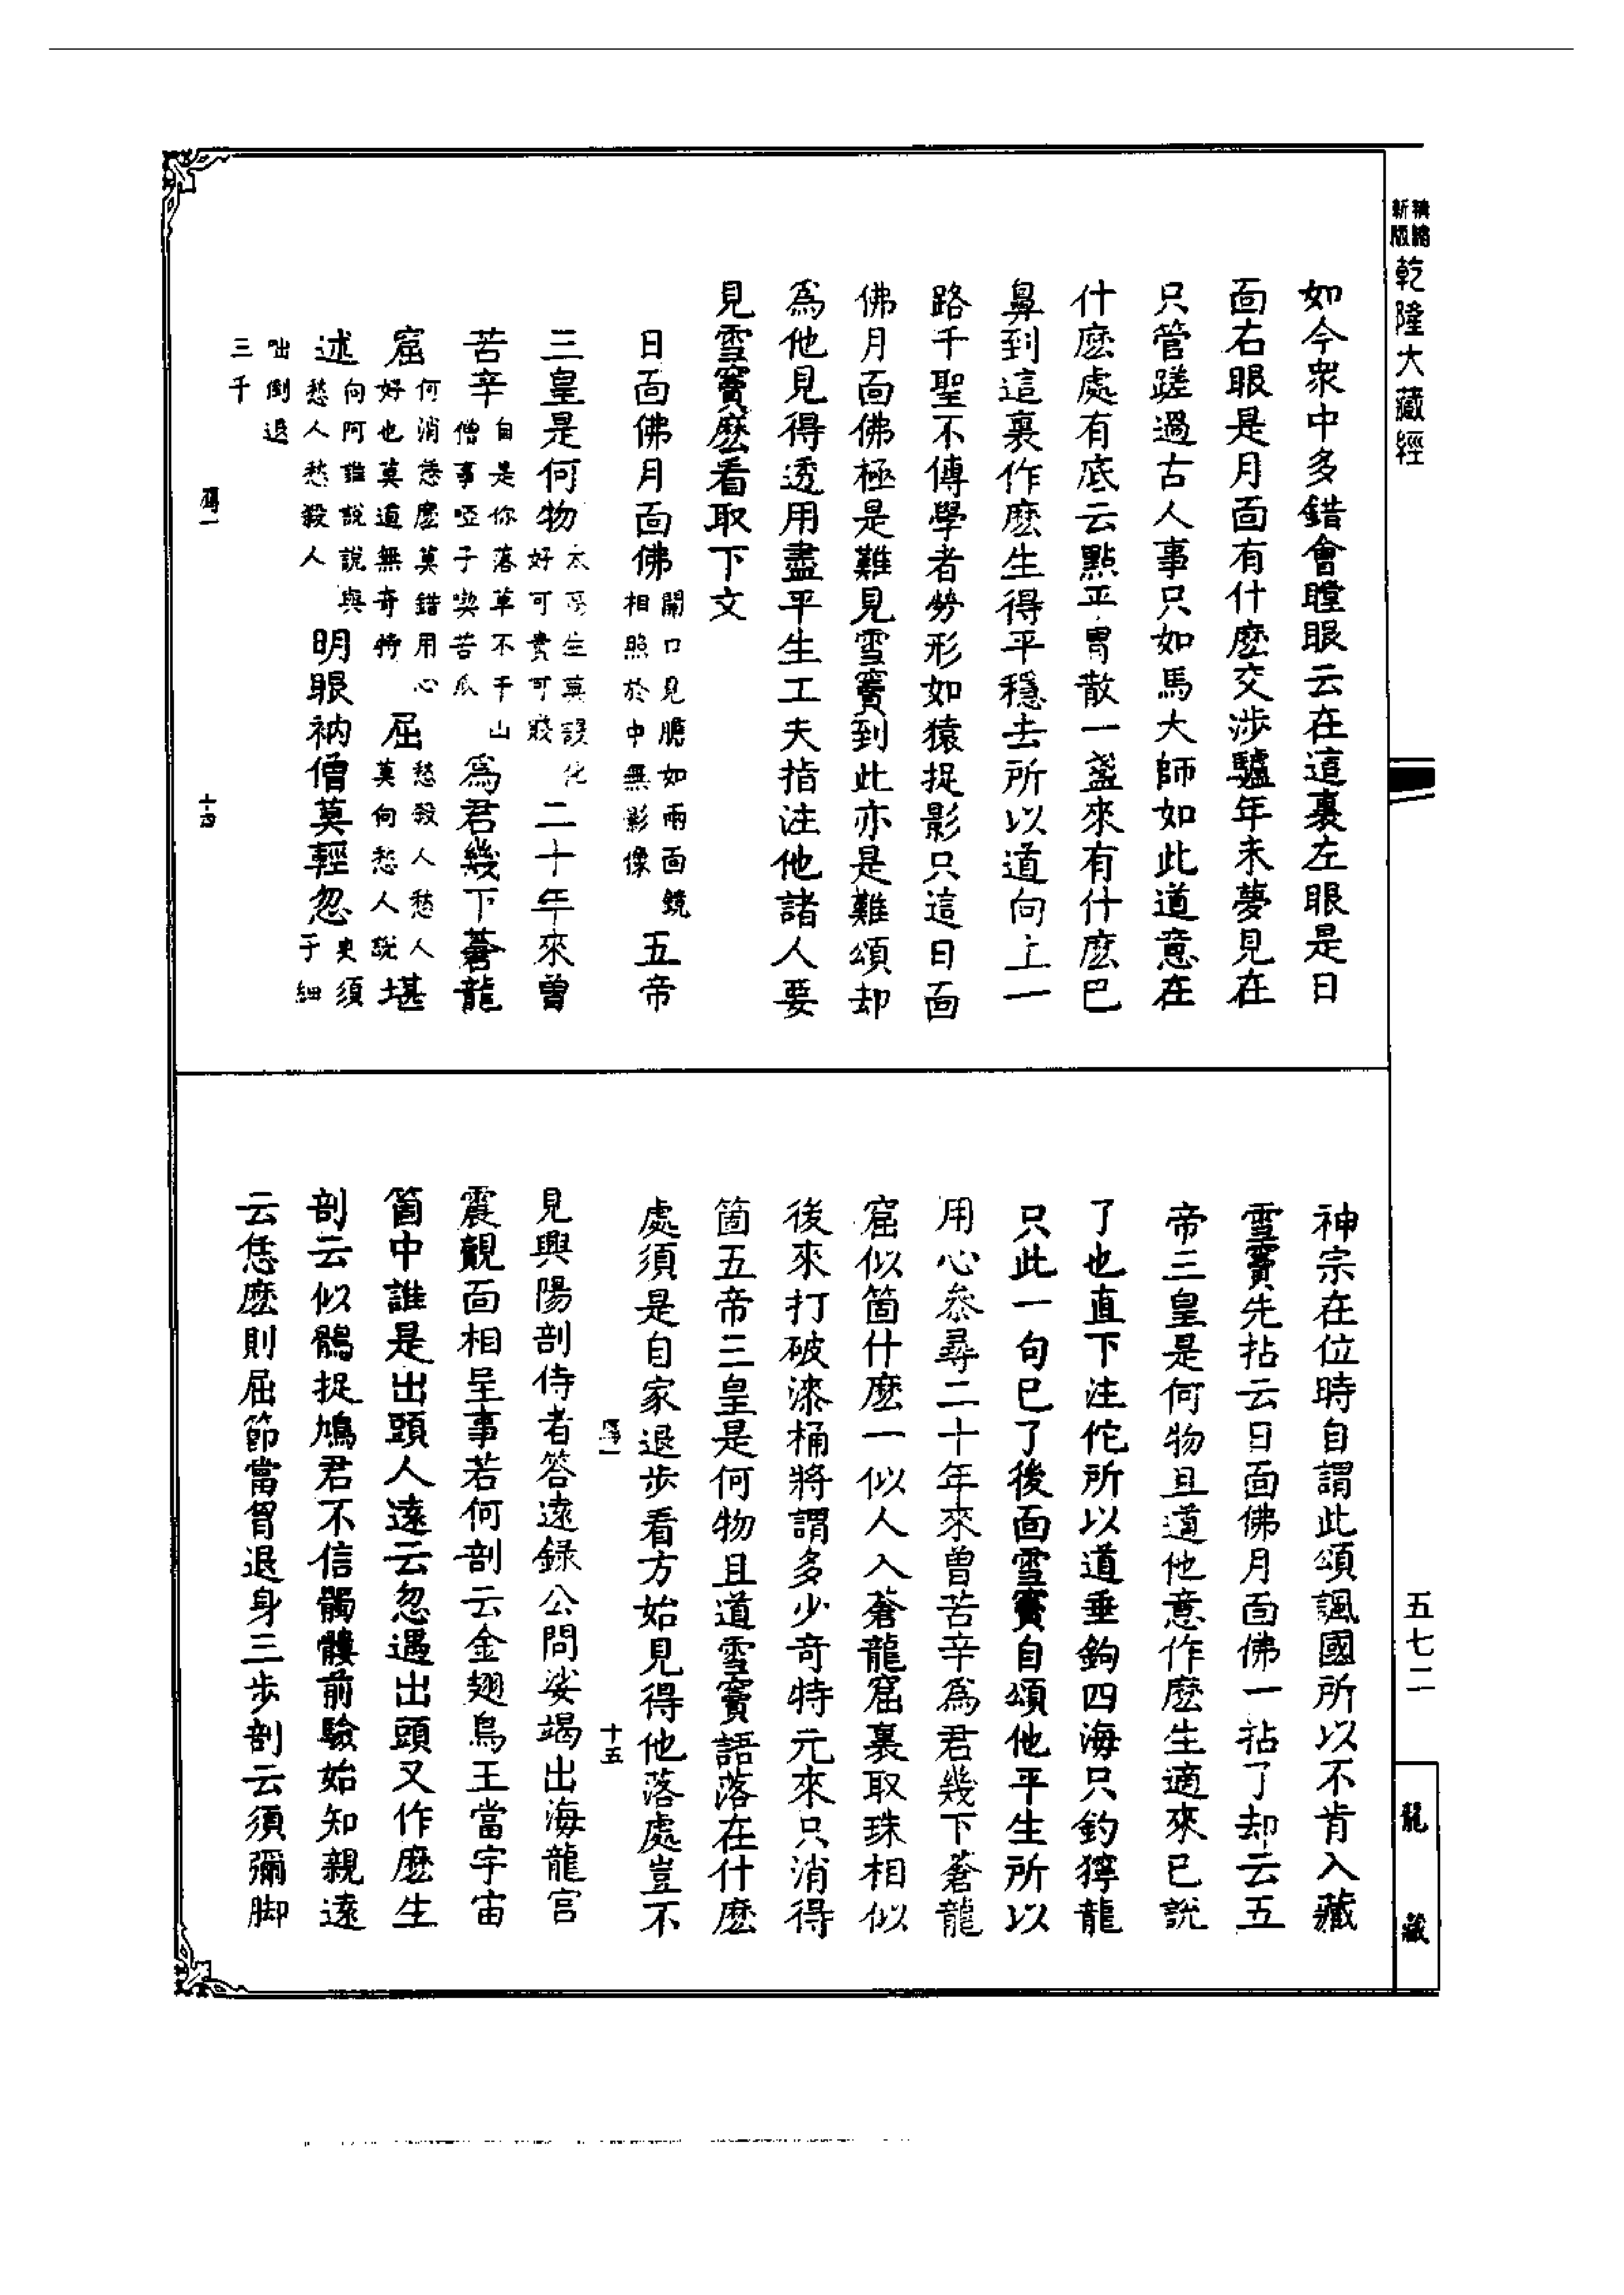 精縮
新版
乾隆大藏經
如今衆中多錯會瞠眼云在這裏左眼是日
面右眼是月面有什麽交涉驢年未夢見在
只管蹉過古人事只如馬大師如此道意在
什麽處有底云點平胃散一盞來有什麽巴
鼻到這裏作麽生得平穩去所以道向上一
路千聖不傳學者勞形如猿捉影只這日面
佛月面佛極是難見雪竇到此亦是難頌却
爲他見得透用盡平生工夫指注他諸人要
見雪竇麽看取下文
日面佛月面佛開口見膽如兩面鏡相照於中無影像五帝
三皇是何物太高生莫謾他好可貴可賤二十年來曾
苦辛自是你落草不干山僧事啞子喫苦瓜爲君幾下蒼龍
窟何消恁麽莫錯用心好也莫道無奇特屈愁殺人愁人莫向愁人說堪
述向阿誰說說與愁人愁殺人明眼衲僧莫輕忽更須子細
咄倒退三千
十四
神宗在位時自謂此頌諷國所以不肯入藏
雪竇先拈云日面佛月面佛一拈了却云五
帝三皇是何物且道他意作麽生適來已說
了也直下注佗所以道垂鉤四海只釣獰龍
只此一句已了後面雪竇自頌他平生所以
用心叅尋二十年來曾苦辛爲君幾下蒼龍
窟似箇什麽一似人入蒼龍窟裏取珠相似
後來打破漆桶將謂多少奇特元來只消得
箇五帝三皇是何物且道雪竇語落在什麽
處須是自家退步看方始見得他落處豈不
十五
見興陽剖侍者答遠錄公問娑竭出海龍宮
震覿面相呈事若何剖云金翅鳥王當宇宙
箇中誰是出頭人遠云忽遇出頭又作麽生
剖云似鶻捉鳩君不信髑髏前驗始知親遠
云恁麽則屈節當胷退身三步剖云須彌脚
五七二
龍藏